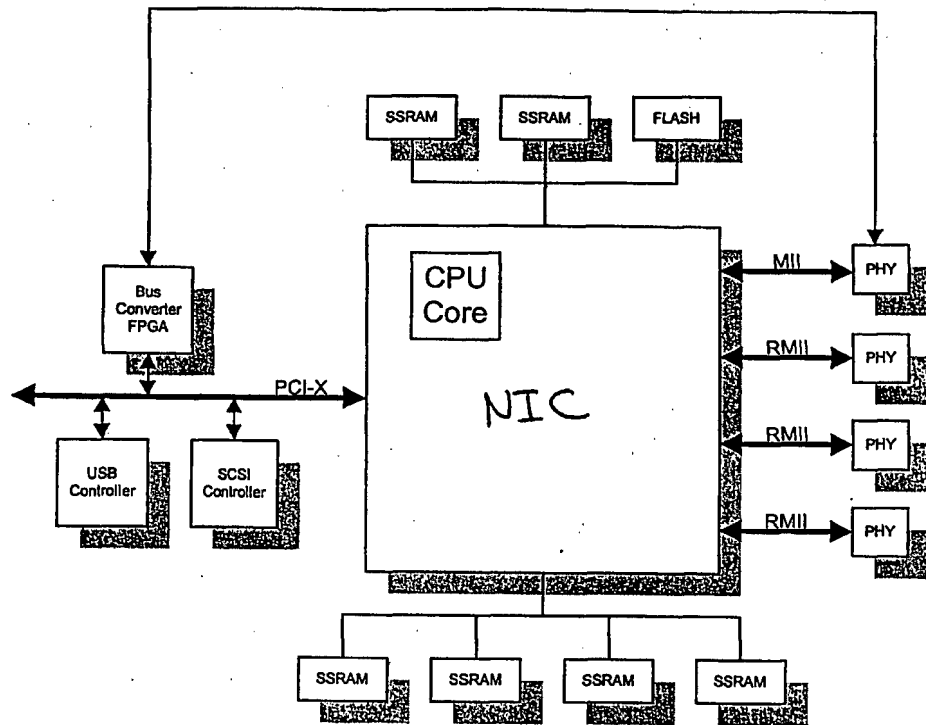 SSRAM
SSRAM
FLASH
CPU
Core
MII
PHY
Bus
Converter
FPGA
RMII
PHY
PCI-X
NIC
RMII
PHY
USB
Controller
SCSI
Controller
RMII
PHY
SSRAM
SSRAM
SSRAM
SSRAM